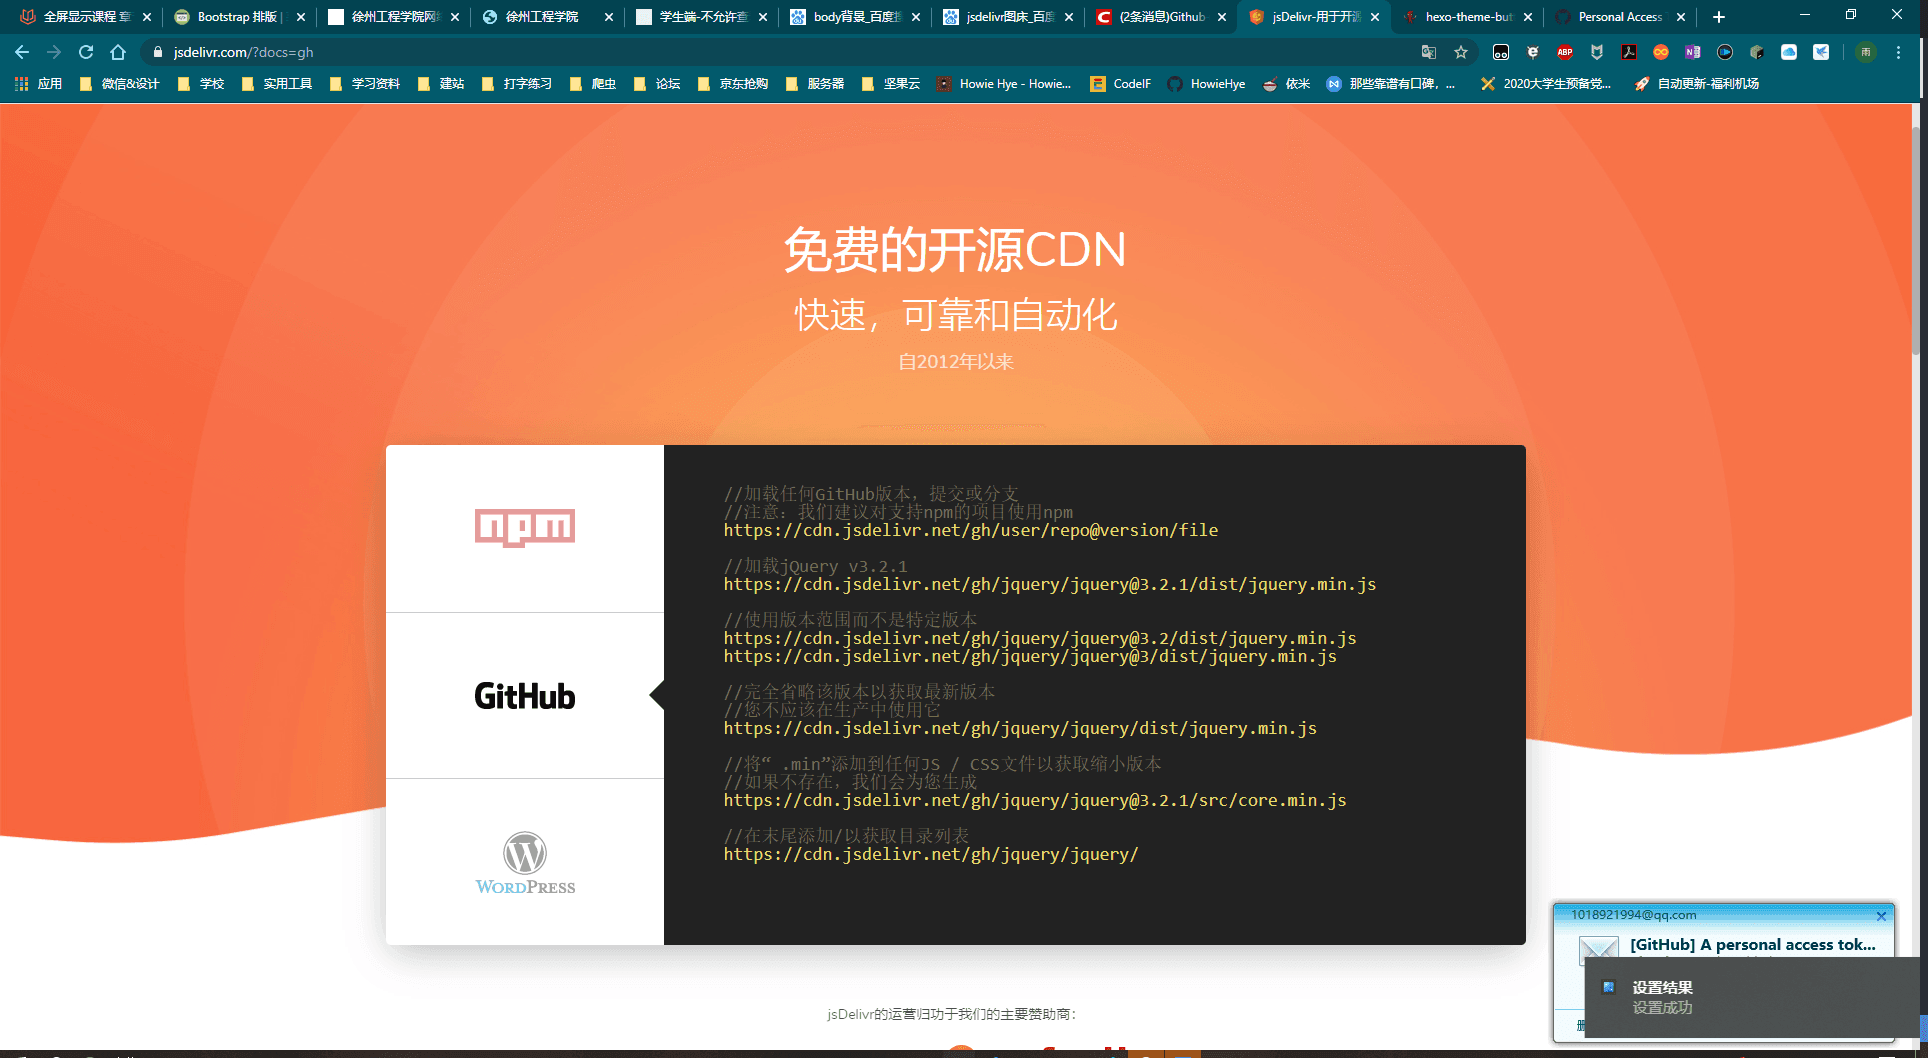 全屏显示课程 章
Bootstrap 排版 |
徐州工程学院网络
徐州工程学院
学生端-不允许查
body背景_百度搜
jsdelivr图床_百度
(2条消息)Github
jsDelivr-用于开源
hexo-theme-but
Personal Access
jsdelivr.com/?docs=gh
应用
微信&设计
学校
实用工具
学习资料
建站
打字练习
爬虫
论坛
京东抢购
服务器
坚果云
Howie Hye - Howie...
CodeIF
HowieHye
依米
那些靠谱有口碑，...
2020大学生预备党...
自动更新-福利机场
ABP
雨
免费的开源CDN
快速，可靠和自动化
自2012年以来
npm
GitHub
WORDPRESS
//加载任何GitHub版本，提交或分支
//注意：我们建议对支持npm的项目使用npm
https://cdn.jsdelivr.net/gh/user/repo@version/file
//加载jQuery v3.2.1
https://cdn.jsdelivr.net/gh/jquery/jquery@3.2.1/dist/jquery.min.js
//使用版本范围而不是特定版本
https://cdn.jsdelivr.net/gh/jquery/jquery@3.2/dist/jquery.min.js
https://cdn.jsdelivr.net/gh/jquery/jquery@3/dist/jquery.min.js
//完全省略该版本以获取最新版本
//您不应该在生产中使用它
https://cdn.jsdelivr.net/gh/jquery/jquery/dist/jquery.min.js
//将“ .min”添加到任何JS / CSS文件以获取缩小版本
//如果不存在，我们会为您生成
https://cdn.jsdelivr.net/gh/jquery/jquery@3.2.1/src/core.min.js
//在末尾添加/以获取目录列表
https://cdn.jsdelivr.net/gh/jquery/jquery/
jsDelivr的运营归功于我们的主要赞助商：
1018921994@qq.com
[GitHub] A personal access tok...
设置结果
设置成功